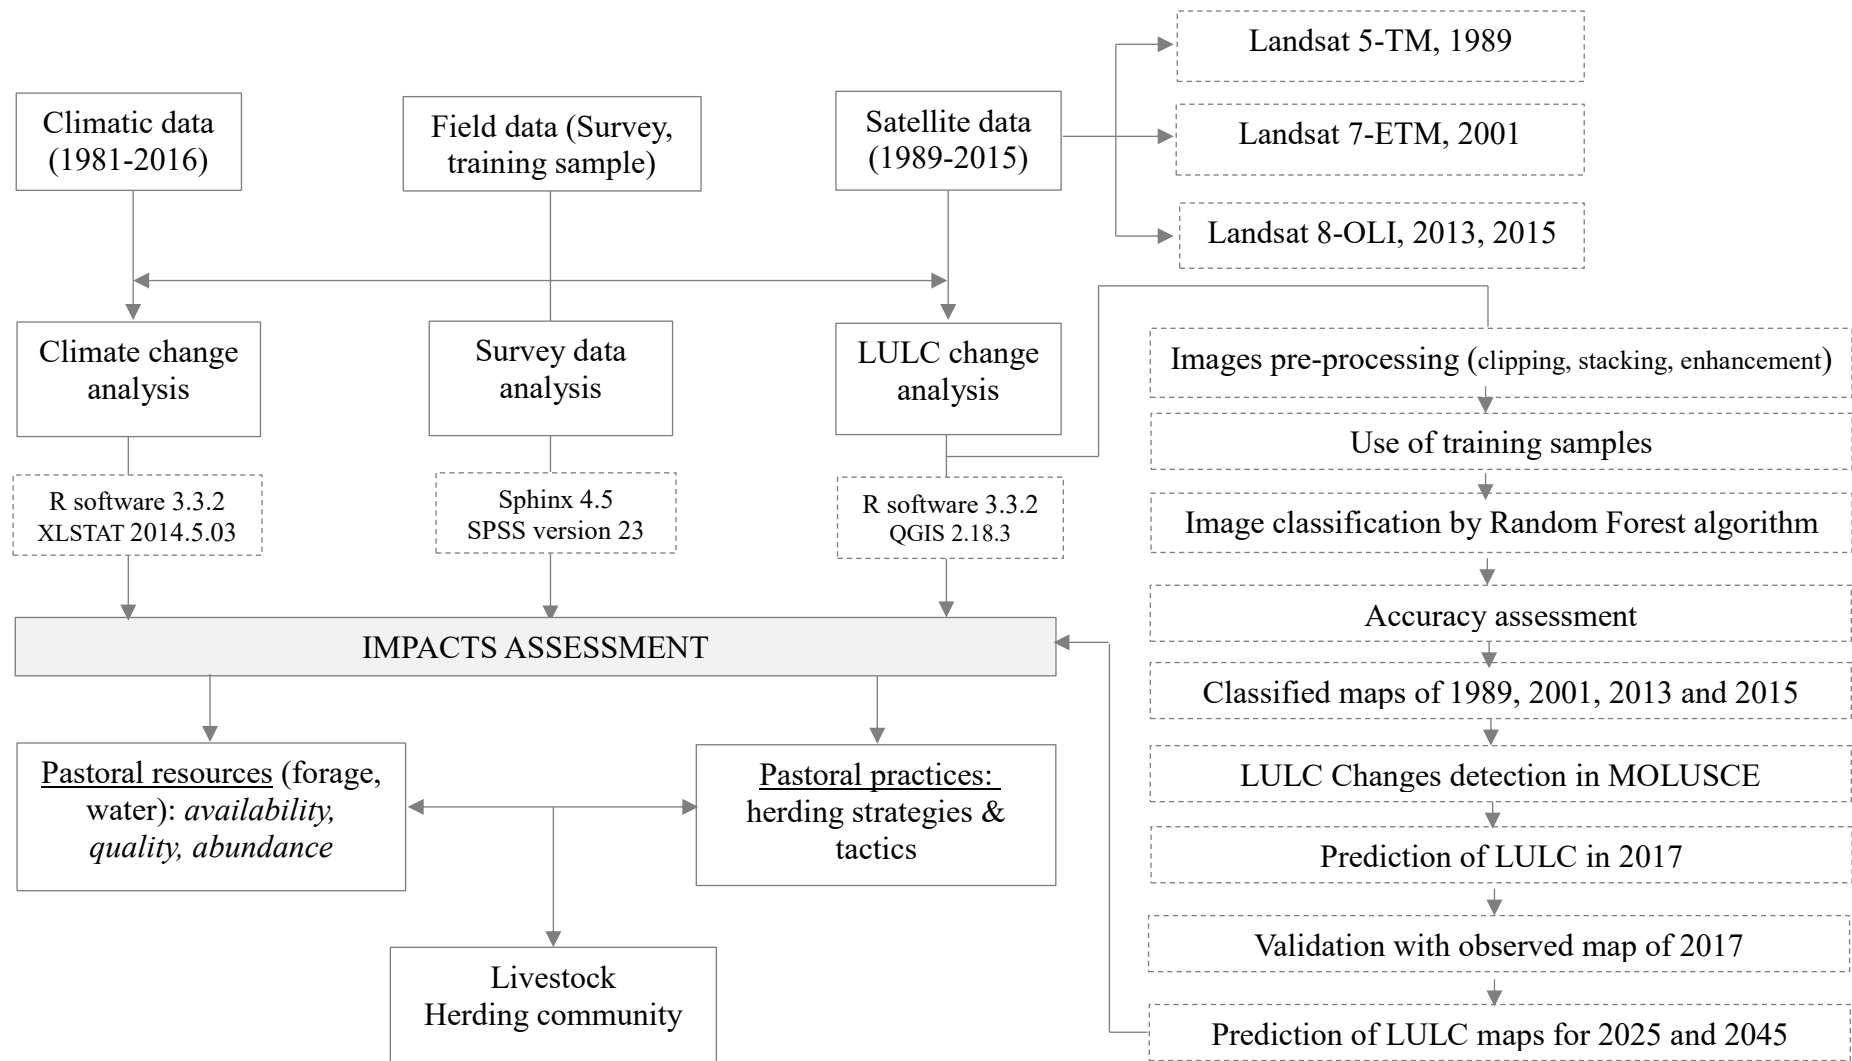 Landsat 5-TM, 1989
Climatic data
(1981-2016)
Field data (Survey,
training sample)
Satellite data
(1989-2015)
Landsat 7-ETM, 2001
Landsat 8-OLI, 2013, 2015
Climate change
analysis
Survey data
analysis
LULC change
analysis
R software 3.3.2
XLSTAT 2014.5.03
Sphinx 4.5
SPSS version 23
R software 3.3.2
QGIS 2.18.3
IMPACTS ASSESSMENT
Pastoral resources (forage,
water): availability,
quality, abundance
Pastoral practices:
herding strategies &
tactics
Livestock
Herding community
Images pre-processing (clipping, stacking, enhancement)
Use of training samples
Image classification by Random Forest algorithm
Accuracy assessment
Classified maps of 1989, 2001, 2013 and 2015
LULC Changes detection in MOLUSCE
Prediction of LULC in 2017
Validation with observed map of 2017
Prediction of LULC maps for 2025 and 2045